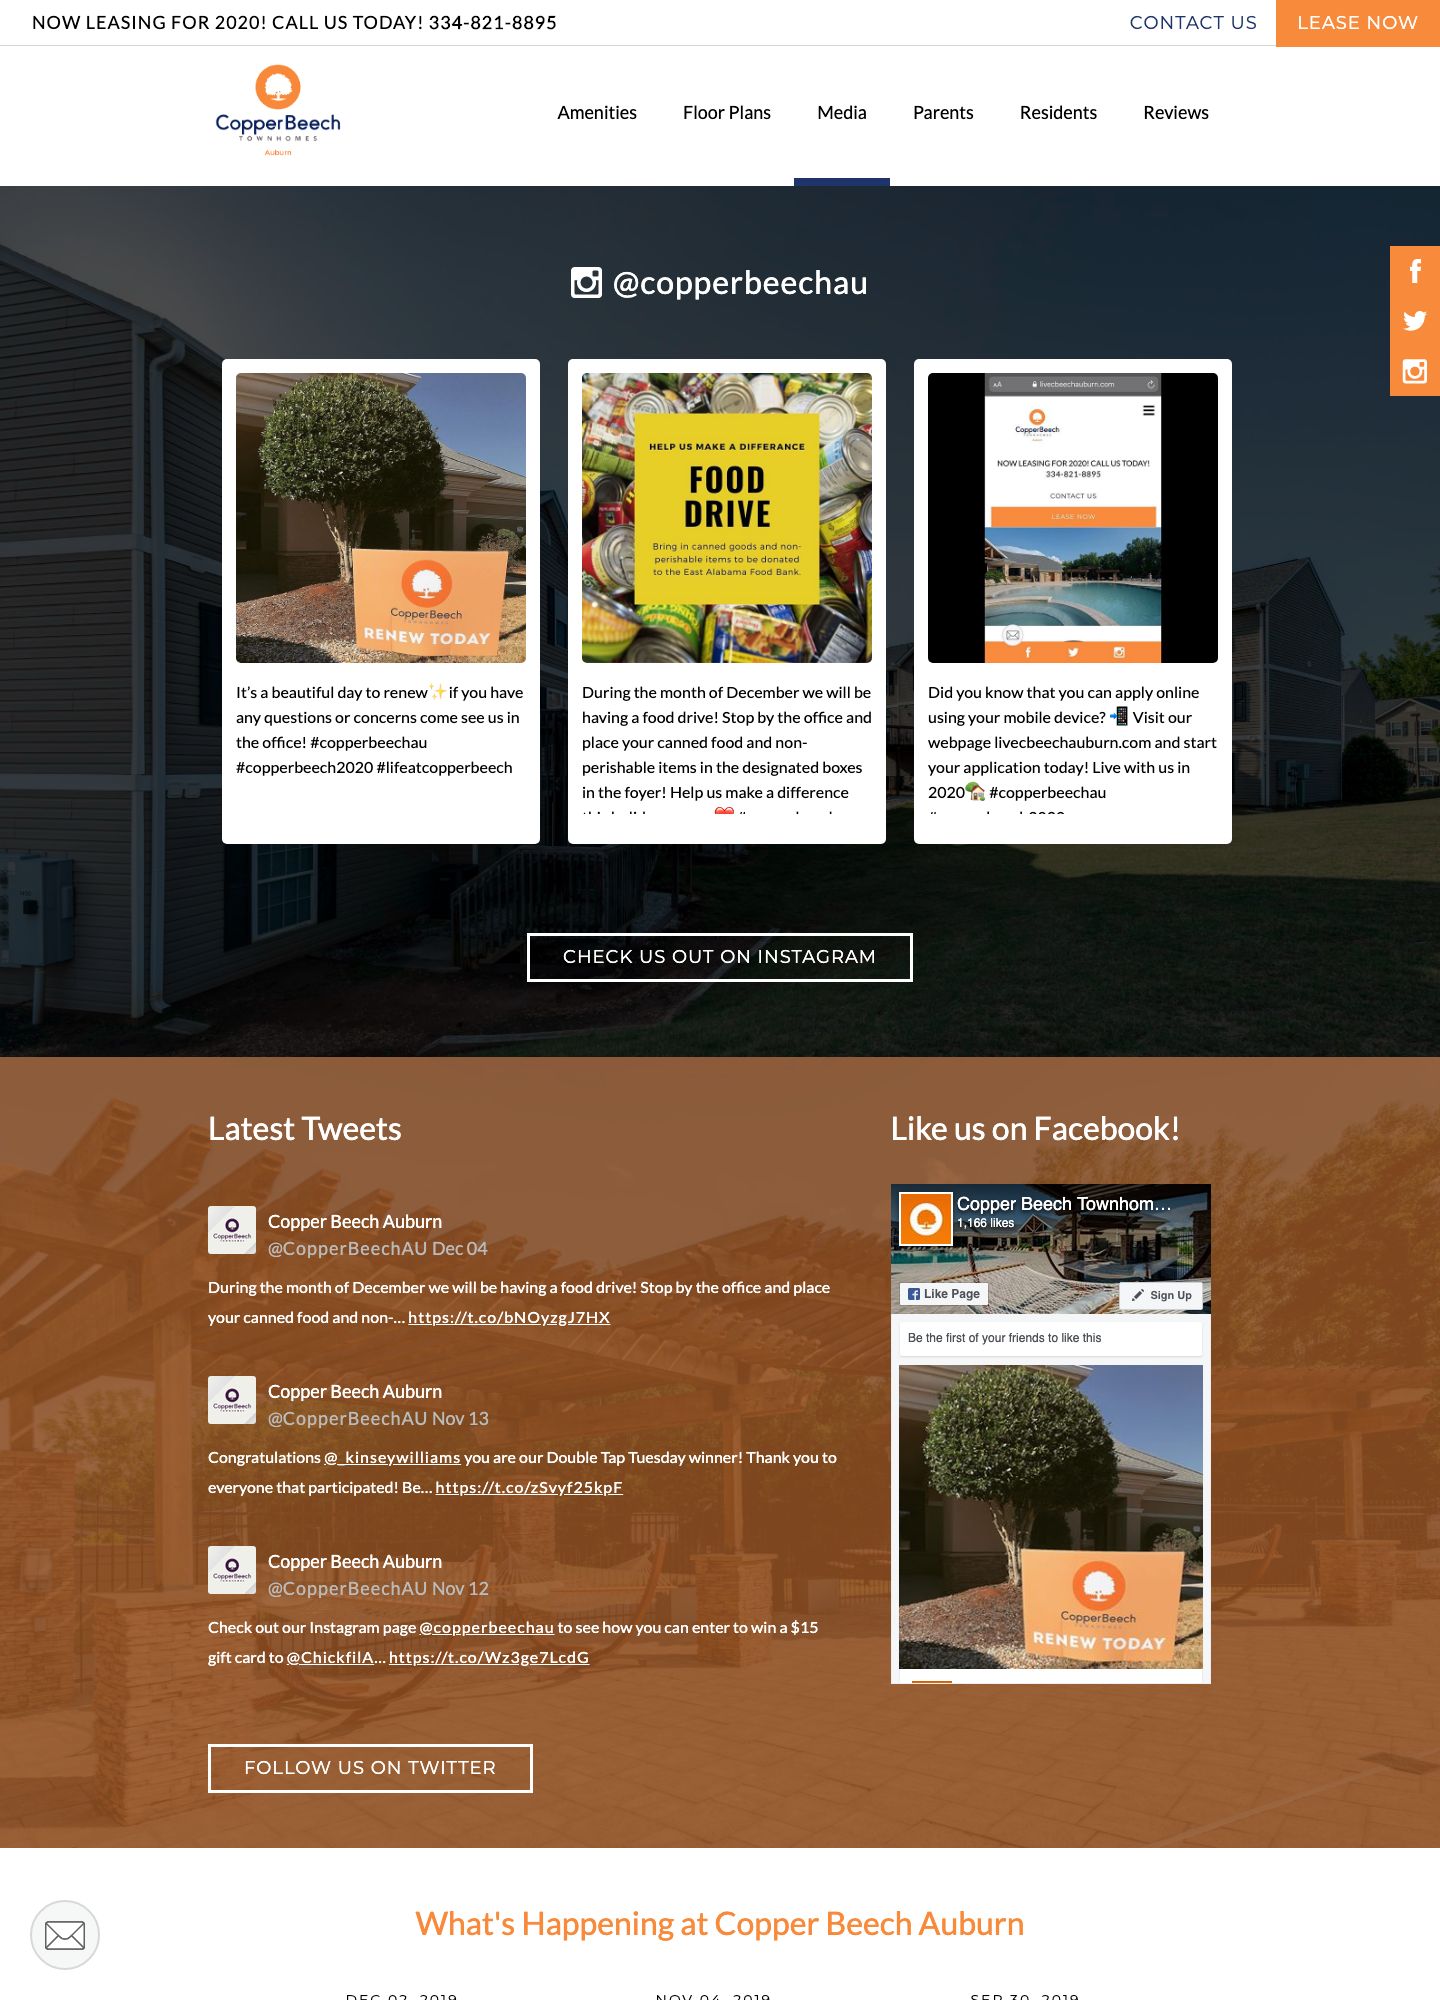 NOW LEASING FOR 2020! CALL US TODAY! 334-821-8895
CONTACT US
LEASE NOW
CopperBeech
TOWNHOMES
Auburn
Amenities
Floor Plans
Media
Parents
Residents
Reviews
@copperbeechau
CopperBeech
RENEW TODAY
It's a beautiful day to renew✨if you have
any questions or concerns come see us in
the office! #copperbeechau
#copperbeech2020 #lifeatcopperbeech
HELP US MAKE A DIFFERANCE
FOOD
DRIVE
Bring in canned goods and non-
perishable items to be donated
to the East Alabama Food Bank.
During the month of December we will be
having a food drive! Stop by the office and
place your canned food and non-
perishable items in the designated boxes
in the foyer! Help us make a difference
AA livecbeechauburn.com
CopperBeech
NOW LEASING FOR 2020! CALL US TODAY!
334-821-8895
CONTACT US
LEASE NOW
Did you know that you can apply online
using your mobile device? 📲 Visit our
webpage livecbeechauburn.com and start
your application today! Live with us in
2020🏡 #copperbeechau
CHECK US OUT ON INSTAGRAM
Latest Tweets
CopperBeech
Copper Beech Auburn
@CopperBeechAU Dec 04
During the month of December we will be having a food drive! Stop by the office and place
your canned food and non-... https://t.co/bNOyzgJ7HX
CopperBeech
Copper Beech Auburn
@CopperBeechAU Nov 13
Congratulations @_kinseywilliams you are our Double Tap Tuesday winner! Thank you to
everyone that participated! Be... https://t.co/zSvyf25kpF
CopperBeech
Copper Beech Auburn
@CopperBeechAU Nov 12
Check out our Instagram page @copperbeechau to see how you can enter to win a $15
gift card to @ChickfilA... https://t.co/Wz3ge7LcdG
FOLLOW US ON TWITTER
Like us on Facebook!
Copper Beech Townhom...
1,166 likes
Like Page
Sign Up
Be the first of your friends to like this
CopperBeech
RENEW TODAY
What's Happening at Copper Beech Auburn
DEC 02, 2019
NOV 04, 2019
SEP 30, 2019